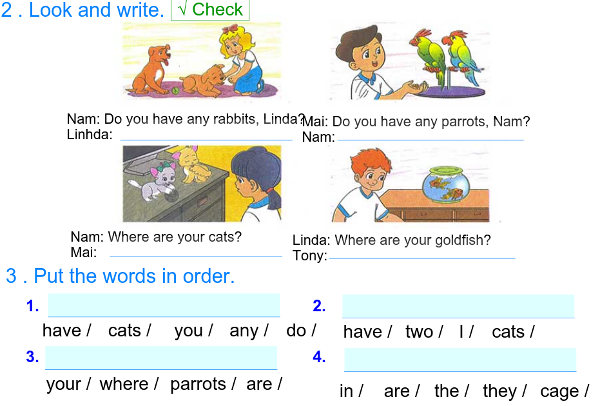 2 . Look and write. √ Check
Nam: Do you have any rabbits, Linda?
Linhda:
Mai: Do you have any parrots, Nam?
Nam:
Nam: Where are your cats?
Mai:
Linda: Where are your goldfish?
Tony:
3 . Put the words in order.
1.
have / cats / you / any / do /
2.
have / two / I / cats /
3.
your / where / parrots / are /
4.
in / are / the / they / cage /